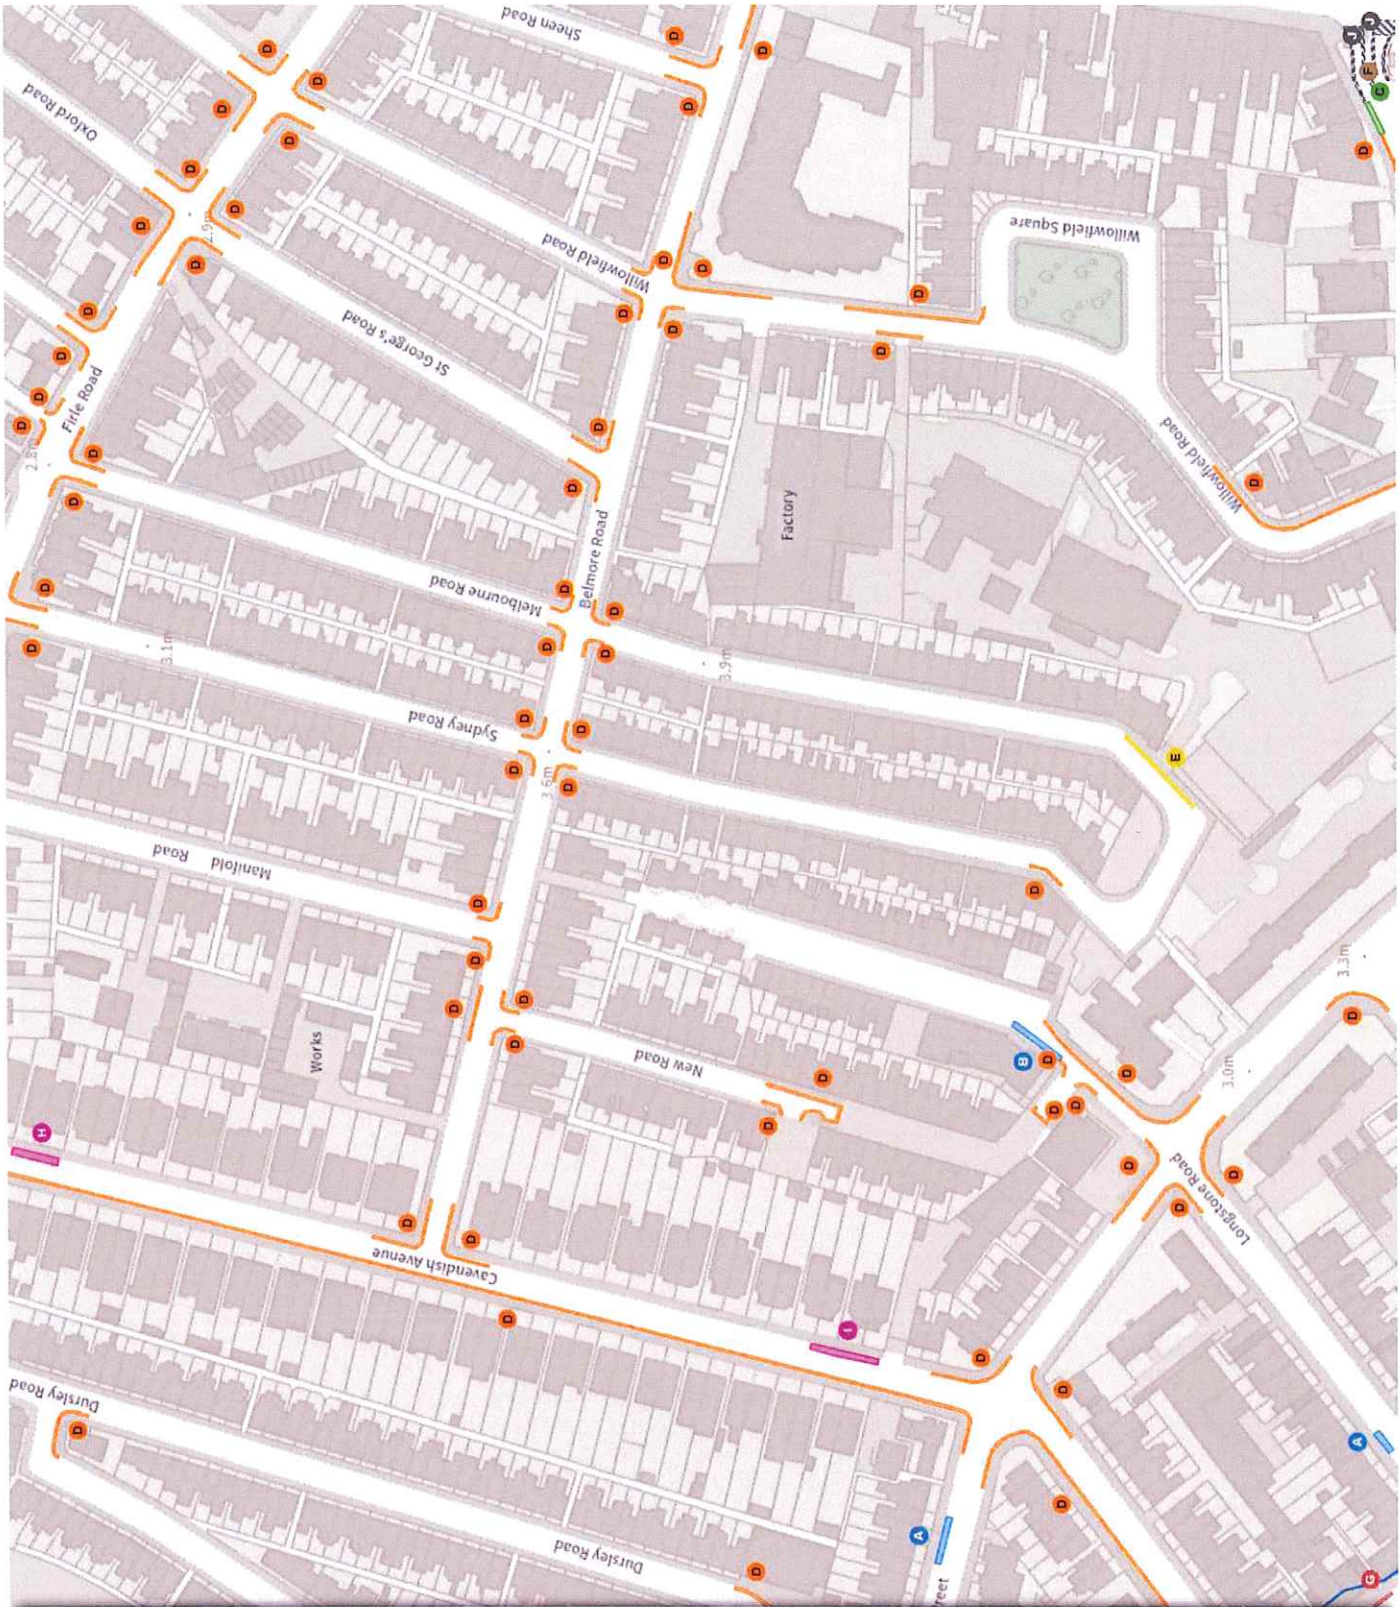 Sheen Road
D
D
D
D
Oxford Road
D
D
D
D
D
2.9m
D
D
D
D
Willowfield Road
D
D
D
Willowfield Square
D
D
St George's Road
D
D
D
D
Firle Road
D
D
D
2.8m
D
D
D
D
Willowfield Road
D
Factory
Belmore Road
D
D
Melbourne Road
D
D
D
D
D
3.1m
3.9m
Sydney Road
D
D
D
D
3.6m
E
Manifold Road
D
D
D
D
D
D
Works
New Road
D
D
B
D
D
D
D
3.0m
3.3m
D
H
D
D
D
D
Longstone Road
Cavendish Avenue
D
D
I
D
D
Dursley Road
D
A
Dursley Road
D
A
D
reet
G
D
C
F
J
J